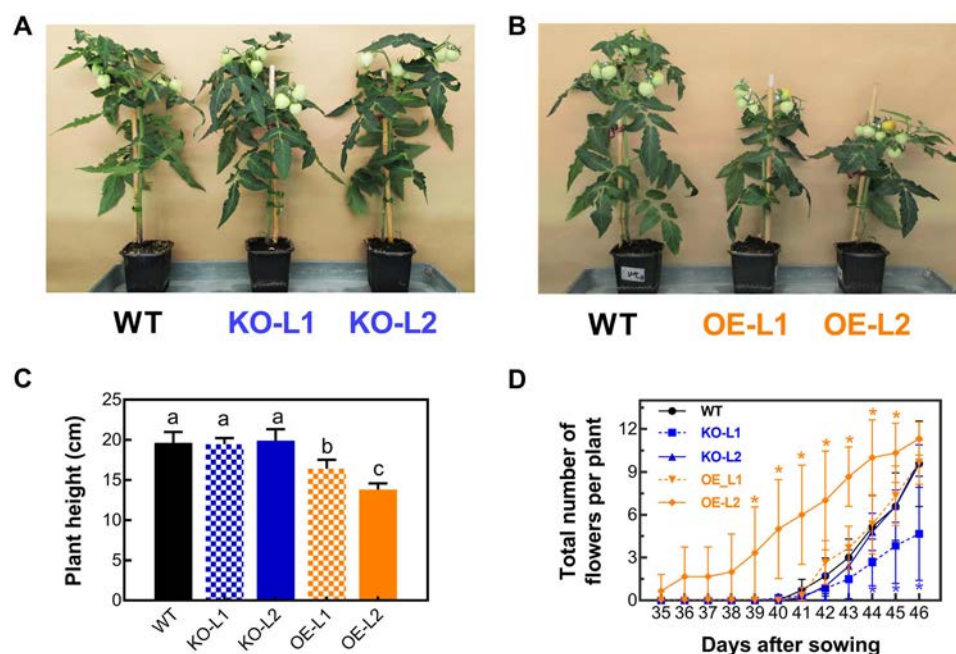 A
B
WT KO-L1 KO-L2
WT OE-L1 OE-L2
C
Plant height (cm)
25
20
15
10
5
0
a a a b c
WT KO-L1 KO-L2 OE-L1 OE-L2
D
Total number of
flowers per plant
12
9
6
3
0
WT
KO-L1
KO-L2
OE_L1
OE-L2
* * * * * * *
* * *
35 36 37 38 39 40 41 42 43 44 45 46
Days after sowing